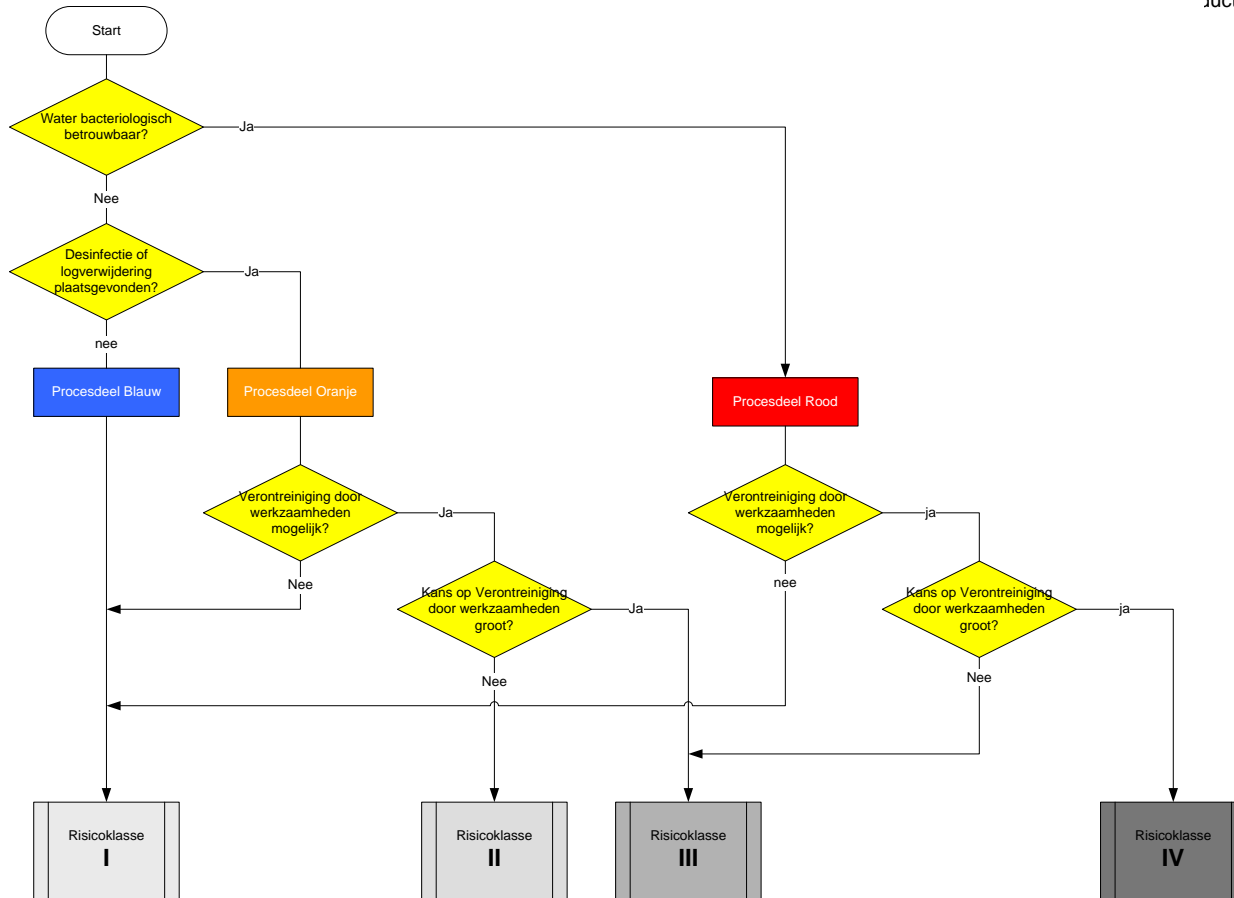 Start
Water bacteriologisch
betrouwbaar?
Ja
Nee
Desinfectie of
logverwijdering
plaatsgevonden?
Ja
nee
Procesdeel Blauw
Procesdeel Oranje
Procesdeel Rood
Verontreiniging door
werkzaamheden
mogelijk?
Ja
Nee
Verontreiniging door
werkzaamheden
mogelijk?
ja
nee
Kans op Verontreiniging
door werkzaamheden
groot?
Ja
Nee
Kans op Verontreiniging
door werkzaamheden
groot?
ja
Nee
Risicoklasse
I
Risicoklasse
II
Risicoklasse
III
Risicoklasse
IV